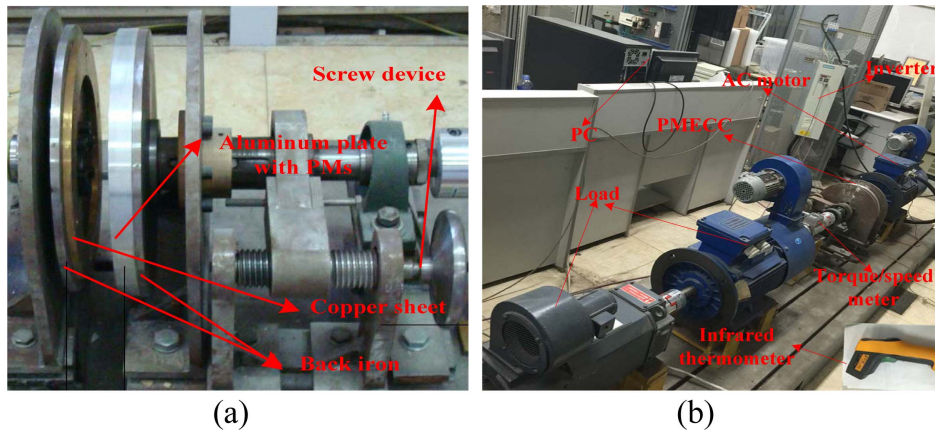 Screw device
Aluminum plate
with PMs
Copper sheet
Back iron
(a)
Inverter
AC motor
PC
PMECC
Load
Torque/speed
meter
Infrared
thermometer
(b)